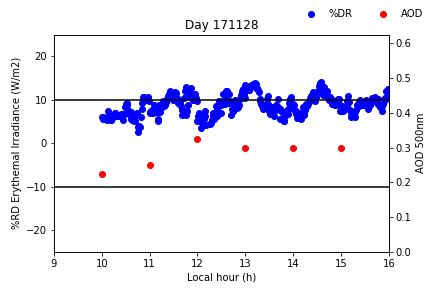 %DR AOD
Day 171128
%RD Erythemal Irradiance (W/m2)
20
10
0
−10
−20
9 10 11 12 13 14 15 16
Local hour (h)
0.6
0.5
0.4
0.3
0.2
0.1
0.0
AOD 500nm